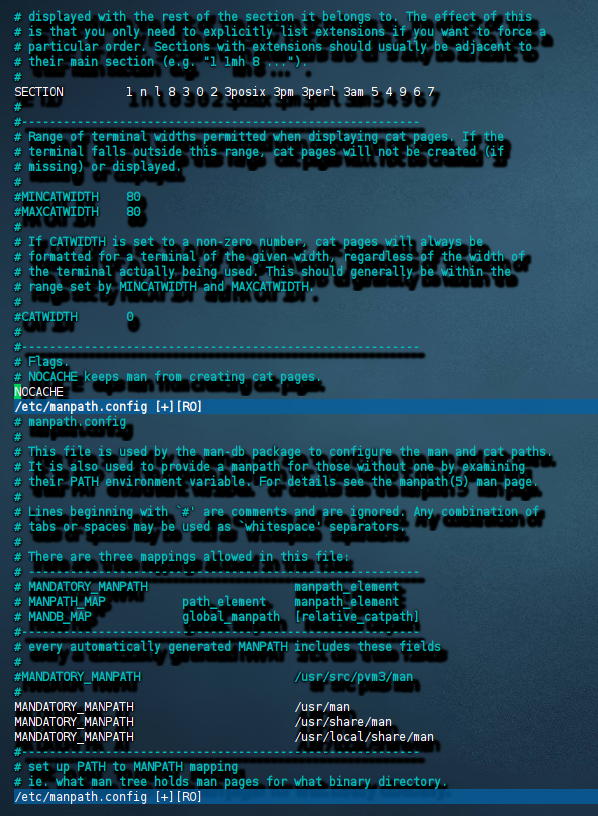 # displayed with the rest of the section it belongs to. The effect of this
# is that you only need to explicitly list extensions if you want to force a
# particular order. Sections with extensions should usually be adjacent to
# their main section (e.g. "1 1mh 8 ...").
#
SECTION 1 n l 8 3 0 2 3posix 3pm 3perl 3am 5 4 9 6 7
#
#---------------------------------------------------------
# Range of terminal widths permitted when displaying cat pages. If the
# terminal falls outside this range, cat pages will not be created (if
# missing) or displayed.
#
#MINCATWIDTH 80
#MAXCATWIDTH 80
#
# If CATWIDTH is set to a non-zero number, cat pages will always be
# formatted for a terminal of the given width, regardless of the width of
# the terminal actually being used. This should generally be within the
# range set by MINCATWIDTH and MAXCATWIDTH.
#
#CATWIDTH 0
#
#---------------------------------------------------------
# Flags.
# NOCACHE keeps man from creating cat pages.
NOCACHE
/etc/manpath.config [+][RO]
# manpath.config
#
# This file is used by the man-db package to configure the man and cat paths.
# It is also used to provide a manpath for those without one by examining
# their PATH environment variable. For details see the manpath(5) man page.
#
# Lines beginning with `#' are comments and are ignored. Any combination of
# tabs or spaces may be used as `whitespace' separators.
#
# There are three mappings allowed in this file:
# --------------------------------------------------------
# MANDATORY_MANPATH manpath_element
# MANPATH_MAP path_element manpath_element
# MANDB_MAP global_manpath [relative_catpath]
#---------------------------------------------------------
# every automatically generated MANPATH includes these fields
#
#MANDATORY_MANPATH /usr/src/pvm3/man
#
MANDATORY_MANPATH /usr/man
MANDATORY_MANPATH /usr/share/man
MANDATORY_MANPATH /usr/local/share/man
#---------------------------------------------------------
# set up PATH to MANPATH mapping
# ie. what man tree holds man pages for what binary directory.
/etc/manpath.config [+][RO]